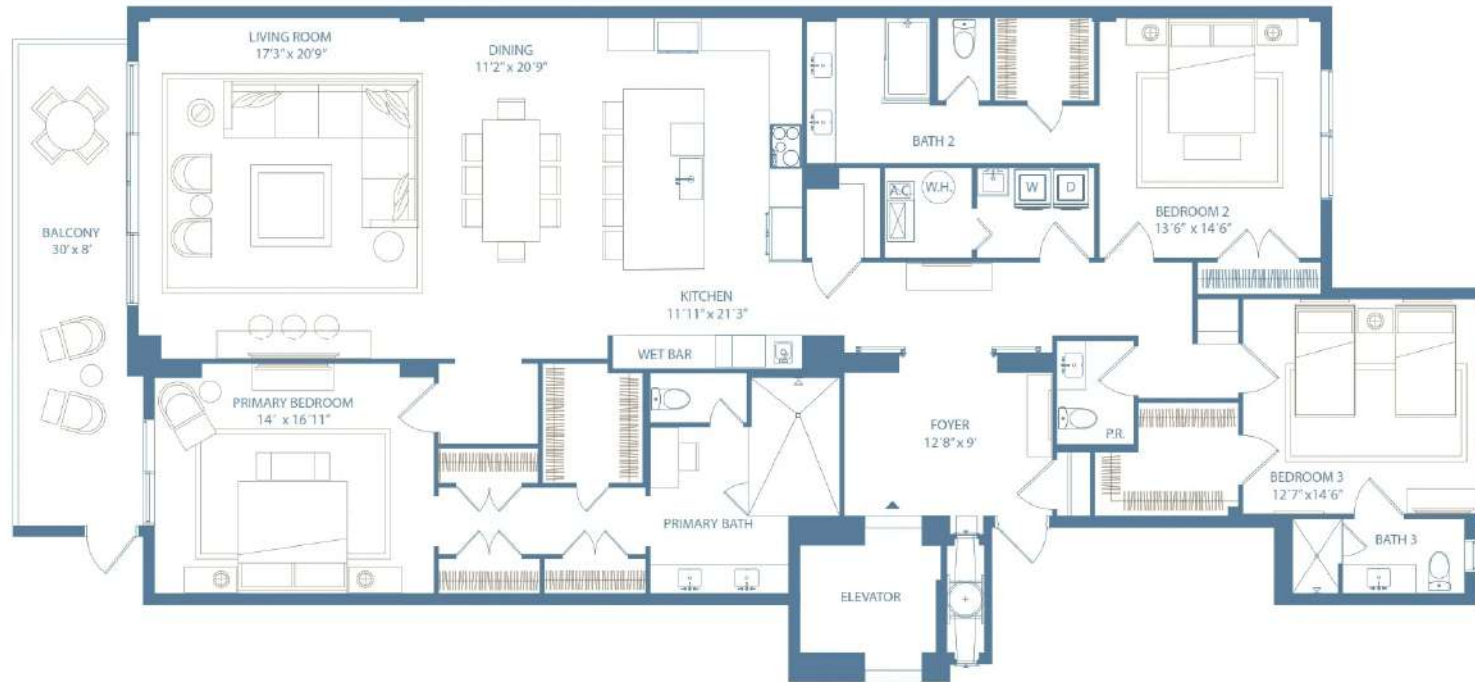 LIVING ROOM
17'3" x 20'9"
DINING
11'2" x 20'9"
BATH 2
A.C
W.H.
W
D
BEDROOM 2
13'6" x 14'6"
BALCONY
30' x 8'
KITCHEN
11'11" x 21'3"
WET BAR
PRIMARY BEDROOM
14' x 16'11"
FOYER
12'8" x 9'
P.R.
BEDROOM 3
12'7" x 14'6"
PRIMARY BATH
BATH 3
ELEVATOR